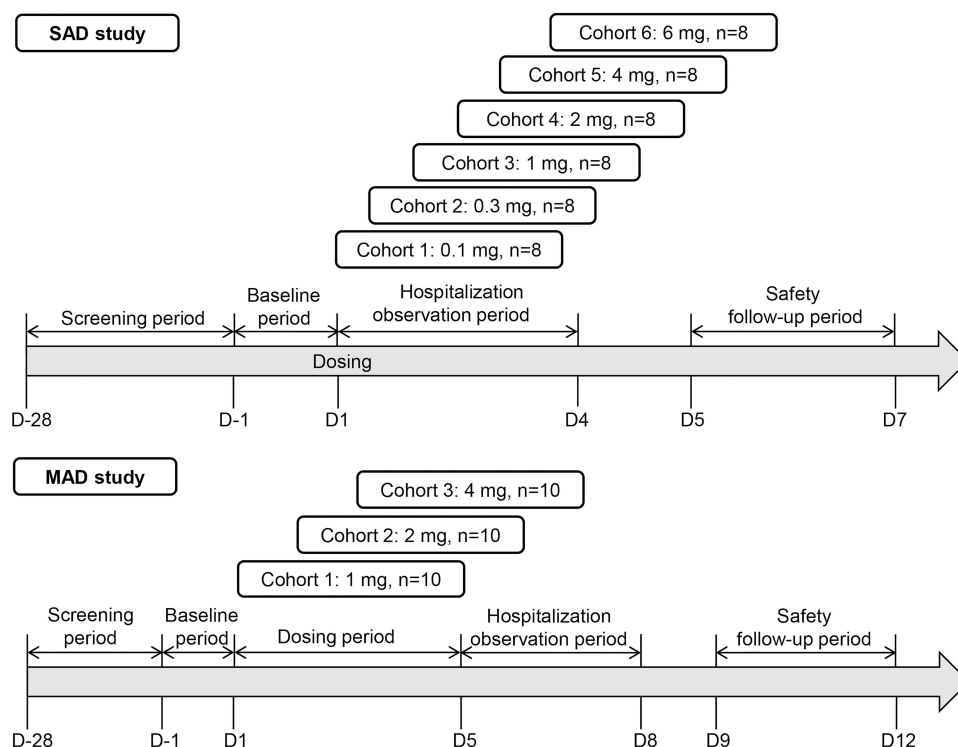 SAD study
Cohort 6: 6 mg, n=8
Cohort 5: 4 mg, n=8
Cohort 4: 2 mg, n=8
Cohort 3: 1 mg, n=8
Cohort 2: 0.3 mg, n=8
Cohort 1: 0.1 mg, n=8
Screening period
Baseline
period
Hospitalization
observation period
Safety
follow-up period
Dosing
D-28
D-1
D1
D4
D5
D7
MAD study
Cohort 3: 4 mg, n=10
Cohort 2: 2 mg, n=10
Cohort 1: 1 mg, n=10
Screening
period
Baseline
period
Dosing period
Hospitalization
observation period
Safety
follow-up period
D-28
D-1
D1
D5
D8
D9
D12